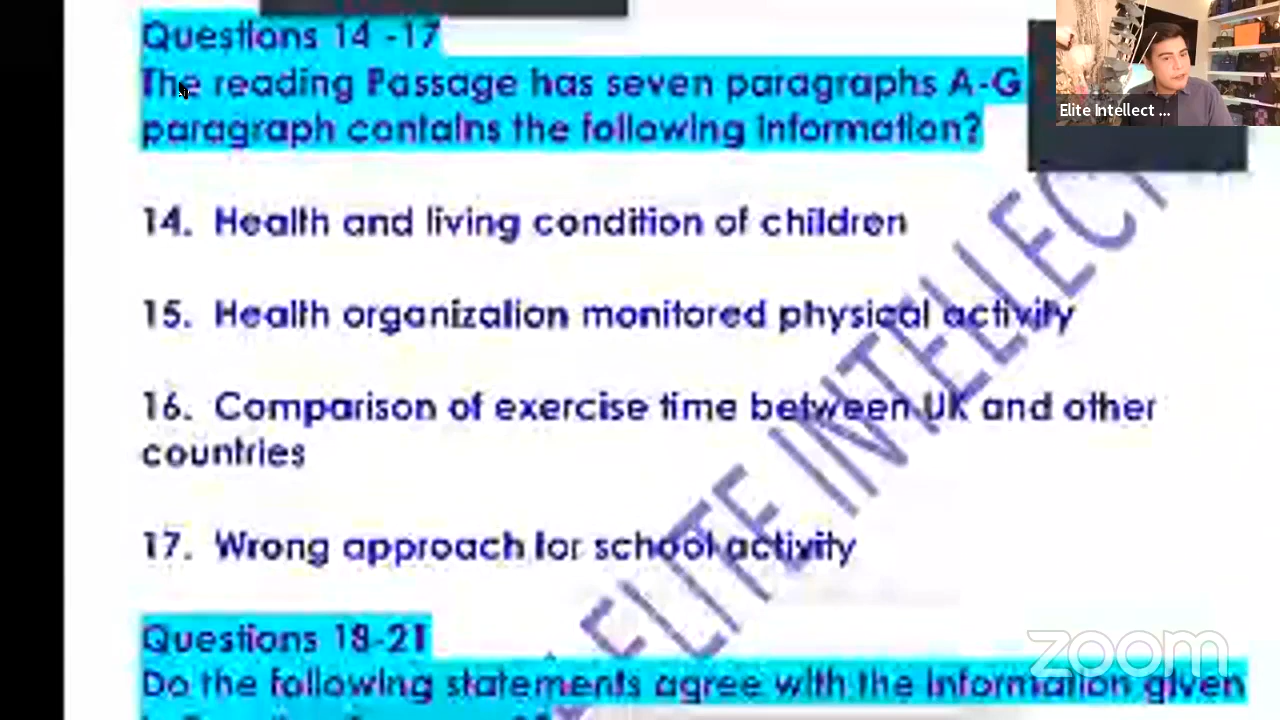 Questions 14 -17
The reading Passage has seven paragraphs A-G
paragraph contains the following information?
Elite Intellect ...
14. Health and living condition of children
15. Health organization monitored physical activity
16. Comparison of exercise time between UK and other
countries
17. Wrong approach for school activity
ELITE INTELLECT
Questions 18-21
zoom
Do the following statements agree with the information given